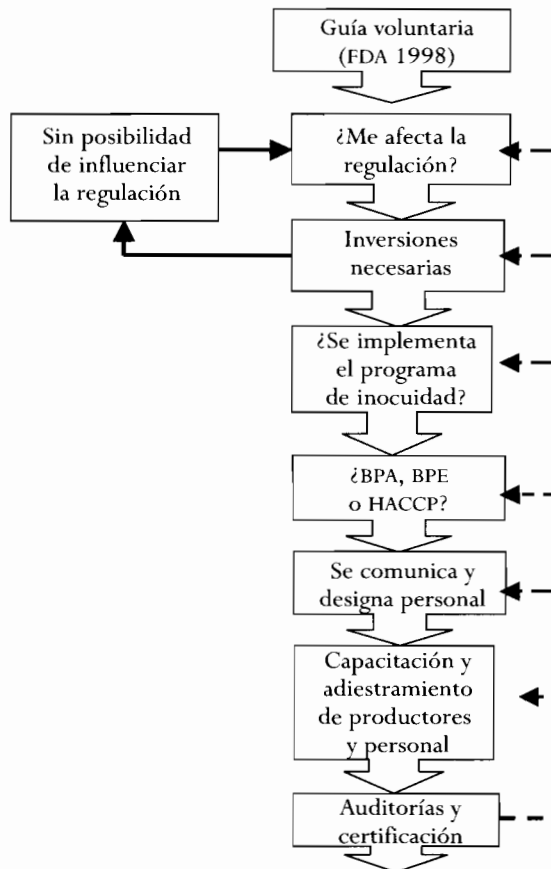 Guía voluntaria
(FDA 1998)
Sin posibilidad
de influenciar
la regulación
¿Me afecta la
regulación?
Inversiones
necesarias
¿Se implementa
el programa
de inocuidad?
¿BPA, BPE
o HACCP?
Se comunica y
designa personal
Capacitación y
adiestramiento
de productores
y personal
Auditorías y
certificación